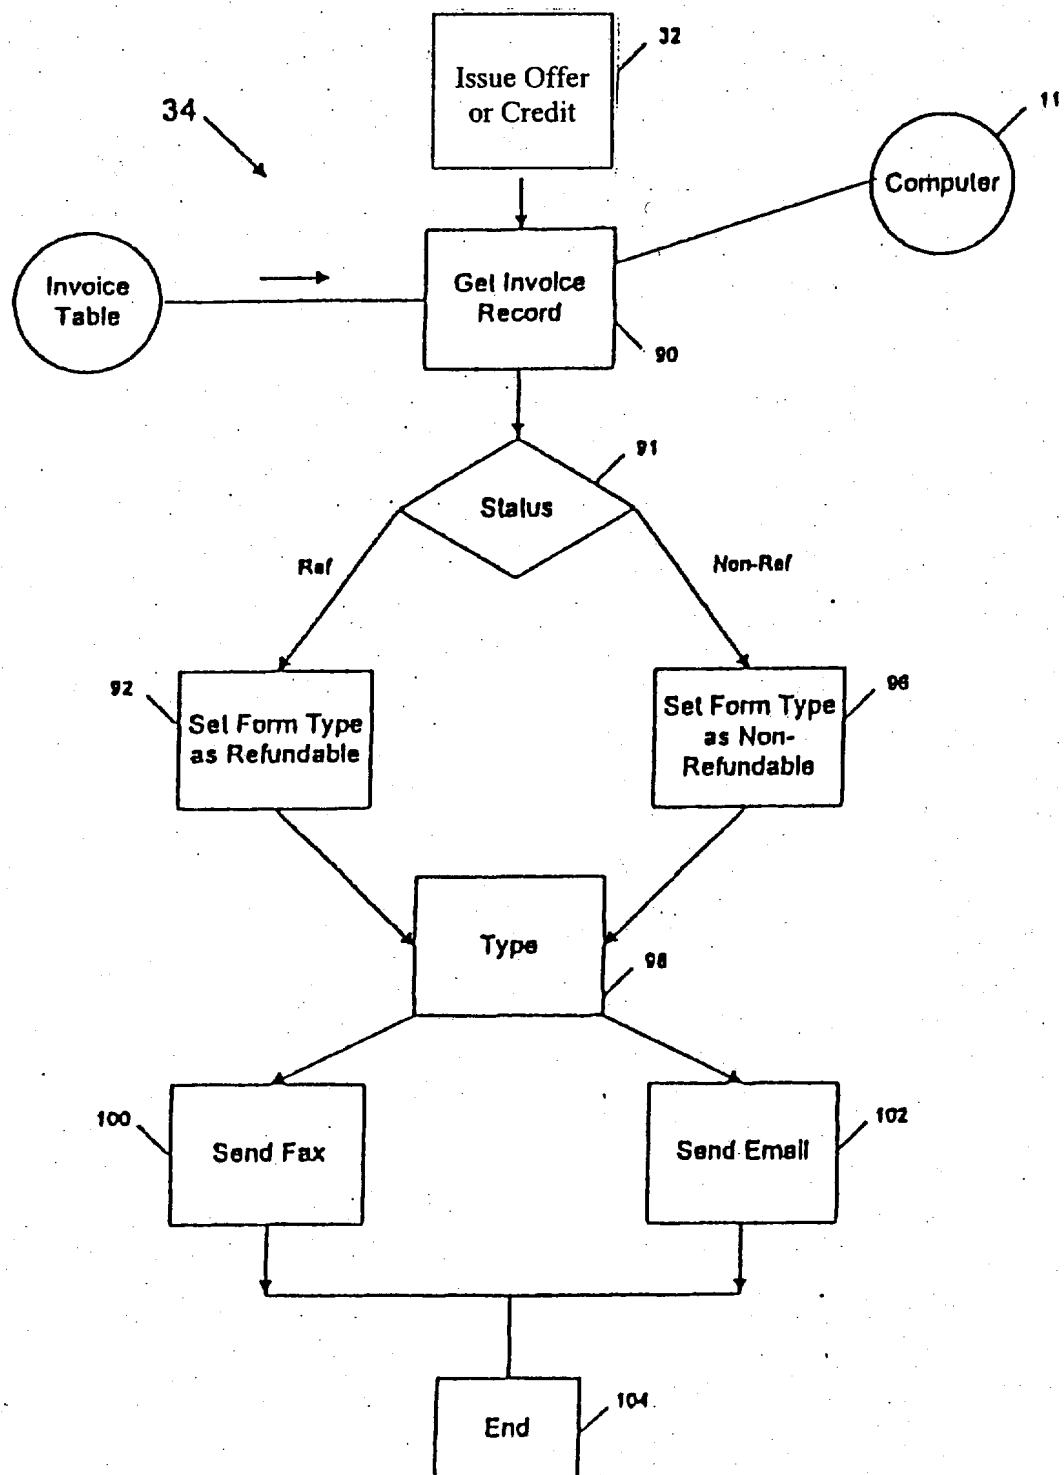 32
Issue Offer
or Credit
34
11
Computer
Invoice
Table
Get Invoice
Record
90
91
Status
Ref
Non-Ref
92
Set Form Type
as Refundable
96
Set Form Type
as Non-
Refundable
Type
98
100
Send Fax
102
Send Email
End
104